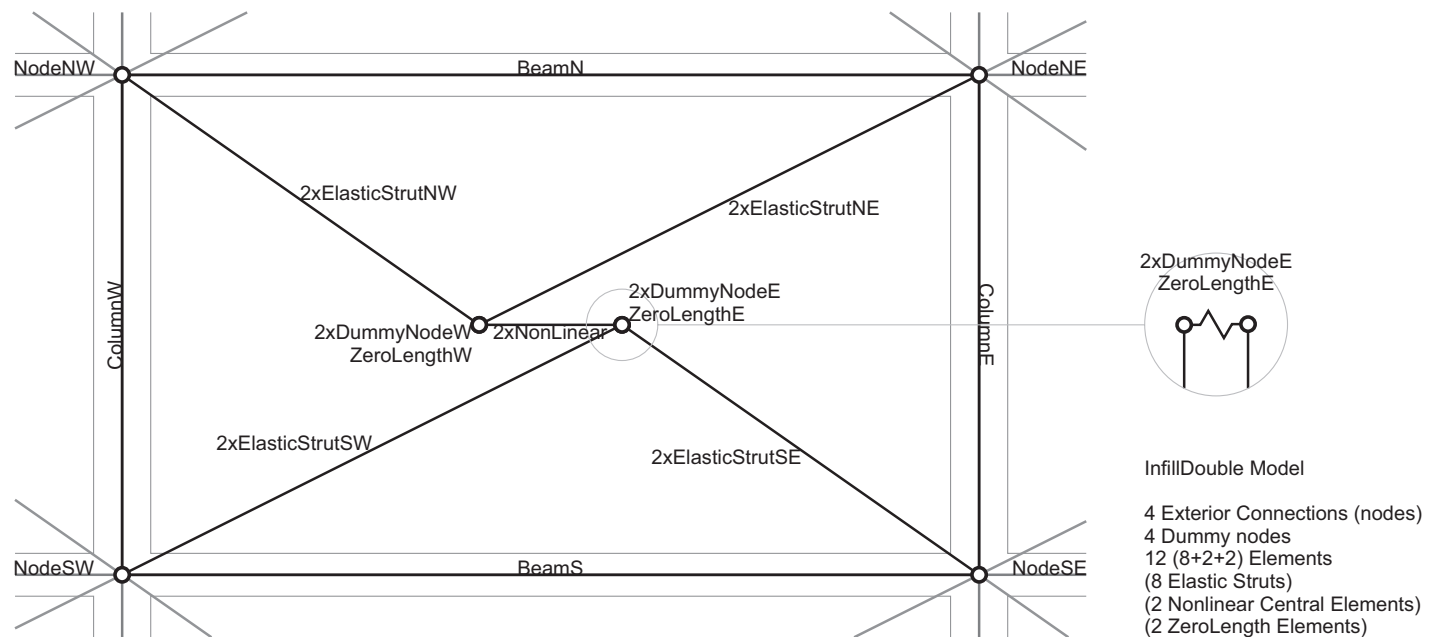 NodeNW
BeamN
NodeNE
2xElasticStrutNW
2xElasticStrutNE
ColumnW
2xDummyNodeW
ZeroLengthW
2xNonLinear
2xDummyNodeE
ZeroLengthE
ColumnE
2xDummyNodeE
ZeroLengthE
2xElasticStrutSW
2xElasticStrutSE
NodeSW
BeamS
NodeSE
InfillDouble Model
4 Exterior Connections (nodes)
4 Dummy nodes
12 (8+2+2) Elements
(8 Elastic Struts)
(2 Nonlinear Central Elements)
(2 ZeroLength Elements)